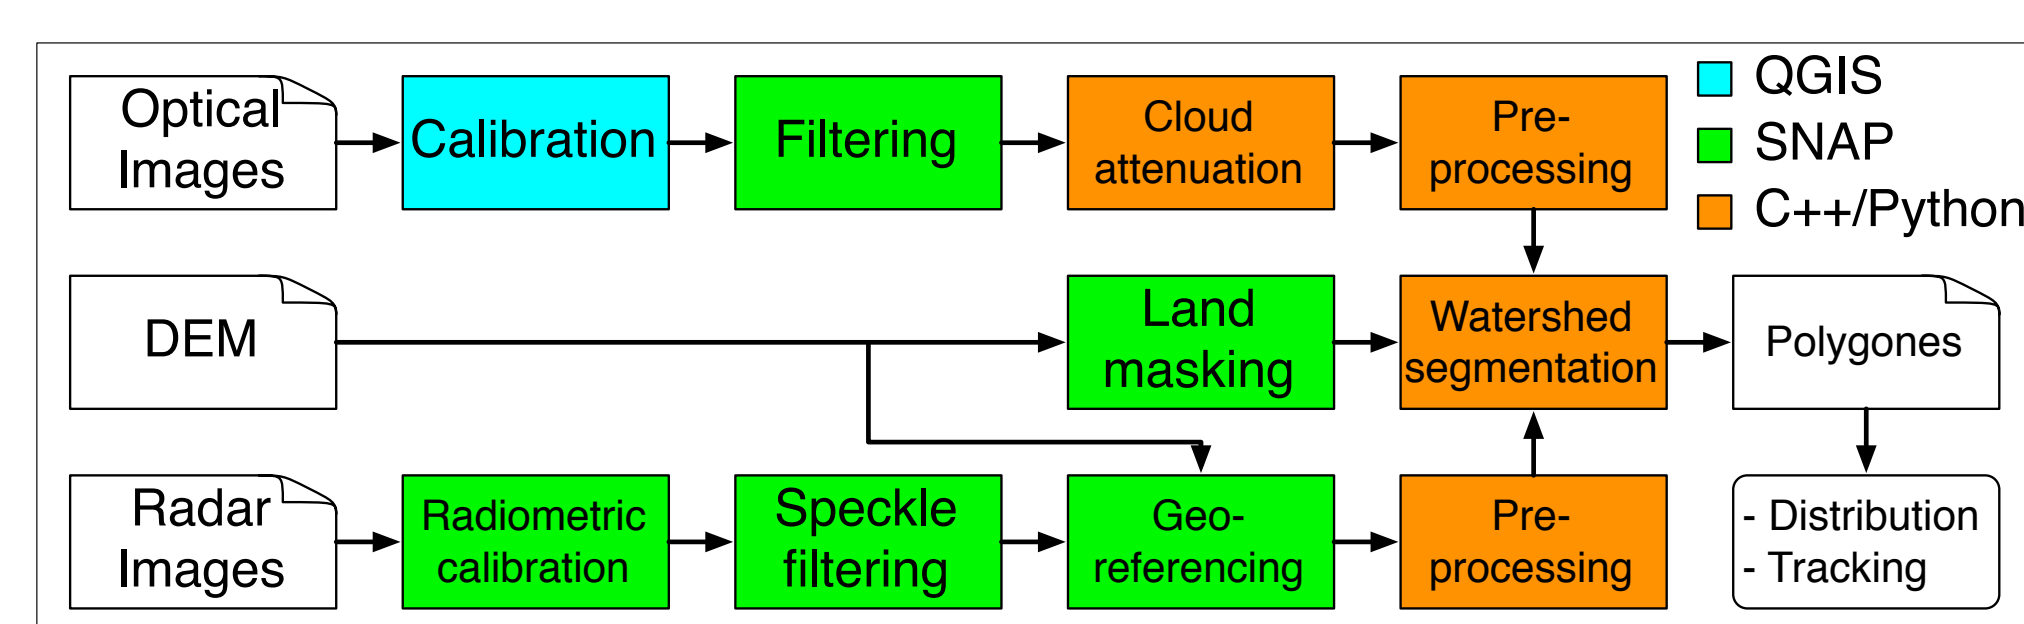 Optical
Images
Calibration
Filtering
Cloud
attenuation
Pre-
processing
QGIS
SNAP
C++/Python
DEM
Land
masking
Watershed
segmentation
Polygones
Radar
Images
Radiometric
calibration
Speckle
filtering
Geo-
referencing
Pre-
processing
- Distribution
- Tracking